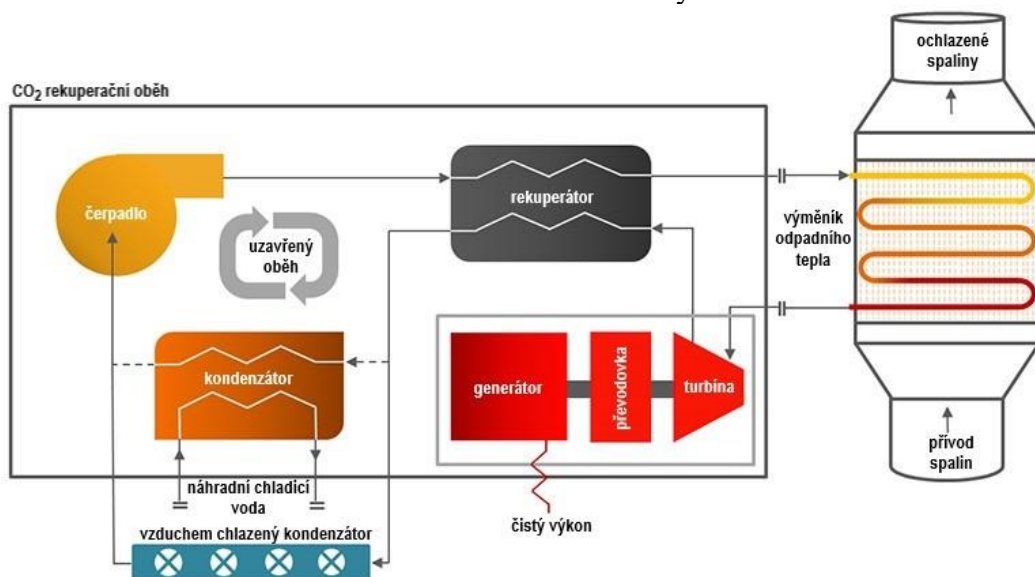 ochlazené
spaliny
CO₂ rekuperační oběh
čerpadlo
uzavřený
oběh
rekuperátor
výměník
odpadního
tepla
kondenzátor
generátor
převodovka
turbína
přívod
spalin
náhradní chladicí
voda
čistý výkon
vzduchem chlazený kondenzátor